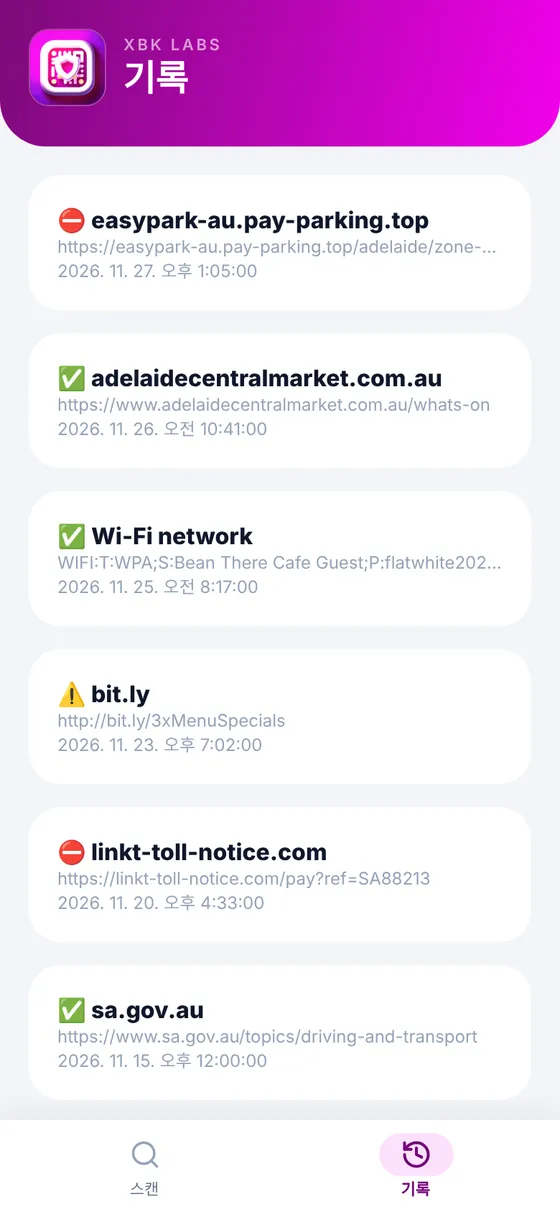 XBK LABS
기록
⛔ easypark-au.pay-parking.top
https://easypark-au.pay-parking.top/adelaide/zone-...
2026. 11. 27. 오후 1:05:00
✅ adelaidecentralmarket.com.au
https://www.adelaidecentralmarket.com.au/whats-on
2026. 11. 26. 오전 10:41:00
✅ Wi-Fi network
WIFI:T:WPA;S:Bean There Cafe Guest;P:flatwhite202...
2026. 11. 25. 오전 8:17:00
⚠️ bit.ly
http://bit.ly/3xMenuSpecials
2026. 11. 23. 오후 7:02:00
⛔ linkt-toll-notice.com
https://linkt-toll-notice.com/pay?ref=SA88213
2026. 11. 20. 오후 4:33:00
✅ sa.gov.au
https://www.sa.gov.au/topics/driving-and-transport
2026. 11. 15. 오후 12:00:00
스캔
기록